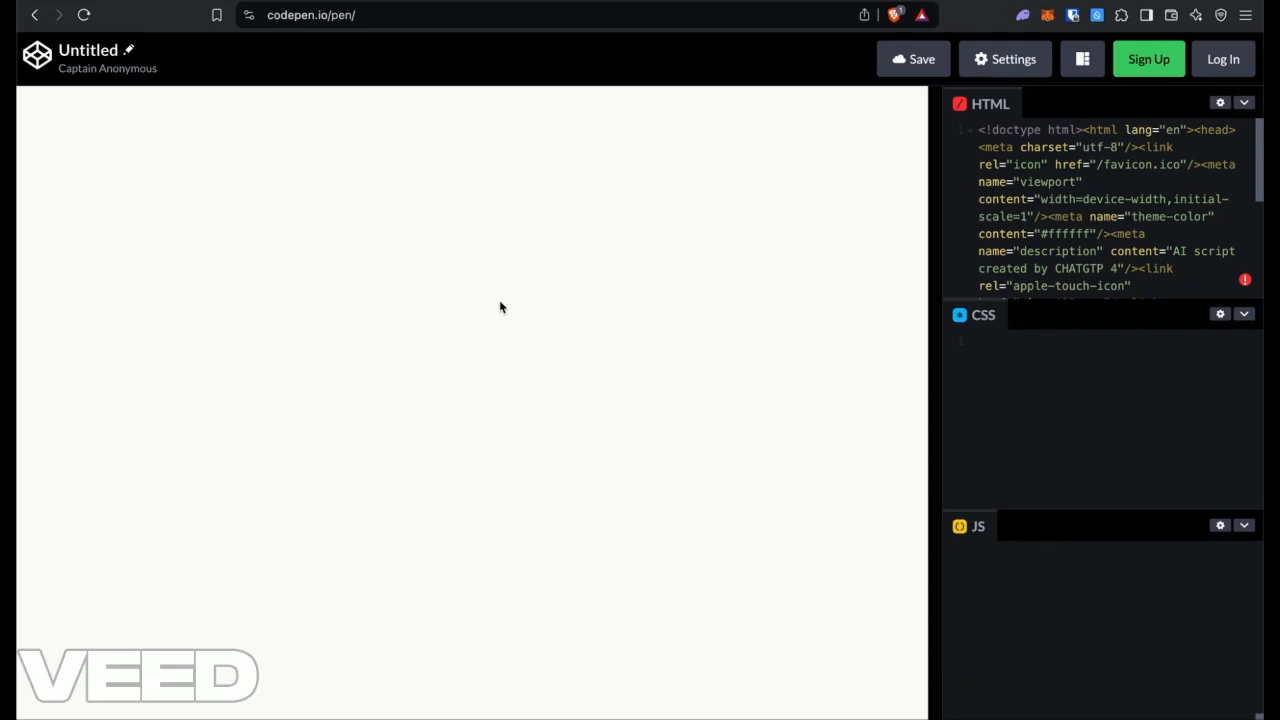 codepen.io/pen/
1
Untitled
Captain Anonymous
Save
Settings
Sign Up
Log In
HTML
1
<!doctype html><html lang="en"><head>
<meta charset="utf-8"/><link
rel="icon" href="/favicon.ico"/><meta
name="viewport"
content="width=device-width,initial-
scale=1"/><meta name="theme-color"
content="#ffffff"/><meta
name="description" content="AI script
created by CHATGTP 4"/><link
rel="apple-touch-icon"
CSS
1
JS
VEED